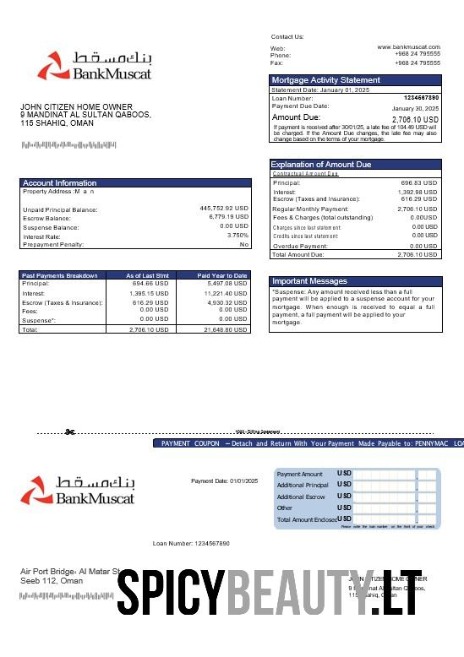 Contact Us:
Web: www.bankmuscat.com
Phone: +968 24 795555
Fax: +968 24 795555
بنك مسقط
BankMuscat
Mortgage Activity Statement
Statement Date: January 01, 2025
Loan Number: 1234567890
Payment Due Date: January 30, 2025
Amount Due: 2,706.10 USD
If payment is received after 30/01/25, a late fee of 104.49 USD will
be charged. If the Amount Due Changes, the late fee may also
change based on the terms of your mortgage.
JOHN CITIZEN HOME OWNER
9 MANDINAT AL SULTAN QABOOS,
115 SHAHIQ, OMAN
Explanation of Amount Due
Contractual Amount Due
Principal: 696.83 USD
Interest: 1,392.98 USD
Escrow (Taxes and Insurance): 616.29 USD
Regular Monthly Payment: 2,706.10 USD
Fees & Charges (total outstanding) 0.00USD
Charges since last statement: 0.00 USD
Credits since last statement: 0.00 USD
Overdue Payment: 0.00 USD
Total Amount Due: 2,706.10 USD
Account Information
Property Address :M a n
Unpaid Principal Balance: 445,752.92 USD
Escrow Balance: 6,779.19 USD
Suspense Balance: 0.00 USD
Interest Rate: 3.750%
Prepayment Penalty: No
Past Payments Breakdown As of Last Stmt Paid Year to Date
Principal: 694.66 USD 5,497.08 USD
Interest: 1,395.15 USD 11,221.40 USD
Escrow (Taxes & Insurance): 616.29 USD 4,930.32 USD
Fees: 0.00 USD 0.00 USD
Suspense*: 0.00 USD 0.00 USD
Total: 2,706.10 USD 21,648.80 USD
Important Messages
*Suspense: Any amount received less than a full
payment will be applied to a suspense account for your
mortgage. When enough is received to equal a full
payment, a full payment will be applied to your
mortgage.
PAYMENT COUPON – Detach and Return With Your Payment Made Payable to: PENNYMAC LOA
بنك مسقط
BankMuscat
Payment Date: 01/01/2025
Payment Amount USD
Additional Principal USD
Additional Escrow USD
Other USD
Total Amount Enclosed USD
Please write the loan number on the front of your check
Loan Number: 1234567890
Air Port Bridge- Al Matar St
Seeb 112, Oman
JOHN CITIZEN HOME OWNER
9 Mandinat Al Sultan Qaboos,
115 Shahiq, Oman
SPICYBEAUTY.LT